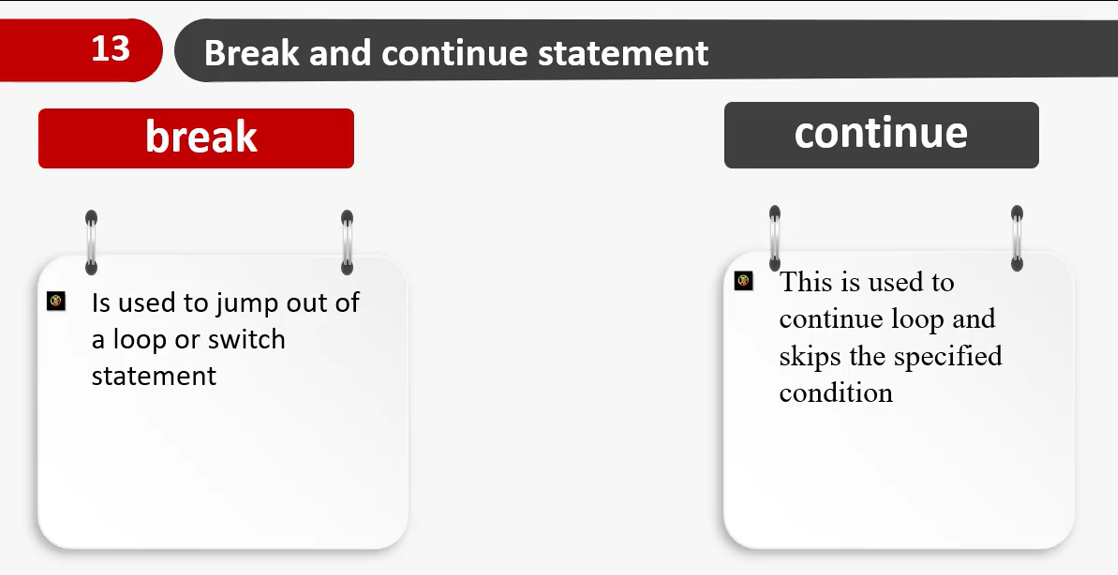 13
Break and continue statement
break
continue
Is used to jump out of
a loop or switch
statement
This is used to
continue loop and
skips the specified
condition